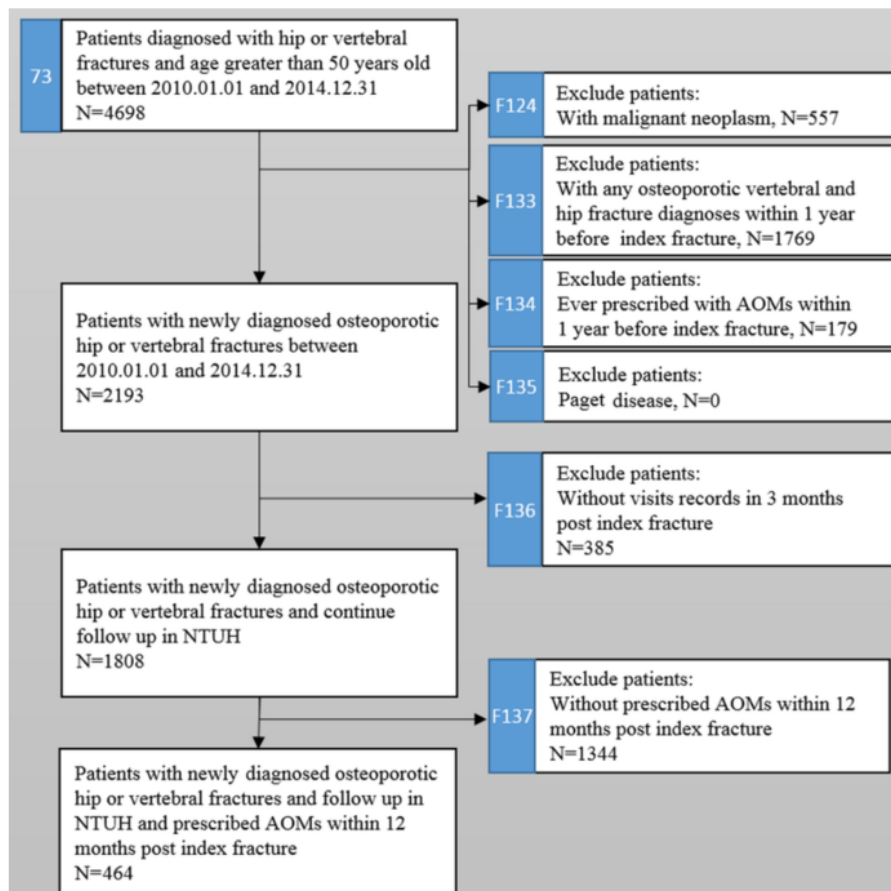 73
Patients diagnosed with hip or vertebral
fractures and age greater than 50 years old
between 2010.01.01 and 2014.12.31
N=4698
F124
Exclude patients:
With malignant neoplasm, N=557
F133
Exclude patients:
With any osteoporotic vertebral and
hip fracture diagnoses within 1 year
before index fracture, N=1769
F134
Exclude patients:
Ever prescribed with AOMs within
1 year before index fracture, N=179
F135
Exclude patients:
Paget disease, N=0
Patients with newly diagnosed osteoporotic
hip or vertebral fractures between
2010.01.01 and 2014.12.31
N=2193
F136
Exclude patients:
Without visits records in 3 months
post index fracture
N=385
Patients with newly diagnosed osteoporotic
hip or vertebral fractures and continue
follow up in NTUH
N=1808
F137
Exclude patients:
Without prescribed AOMs within 12
months post index fracture
N=1344
Patients with newly diagnosed osteoporotic
hip or vertebral fractures and follow up in
NTUH and prescribed AOMs within 12
months post index fracture
N=464